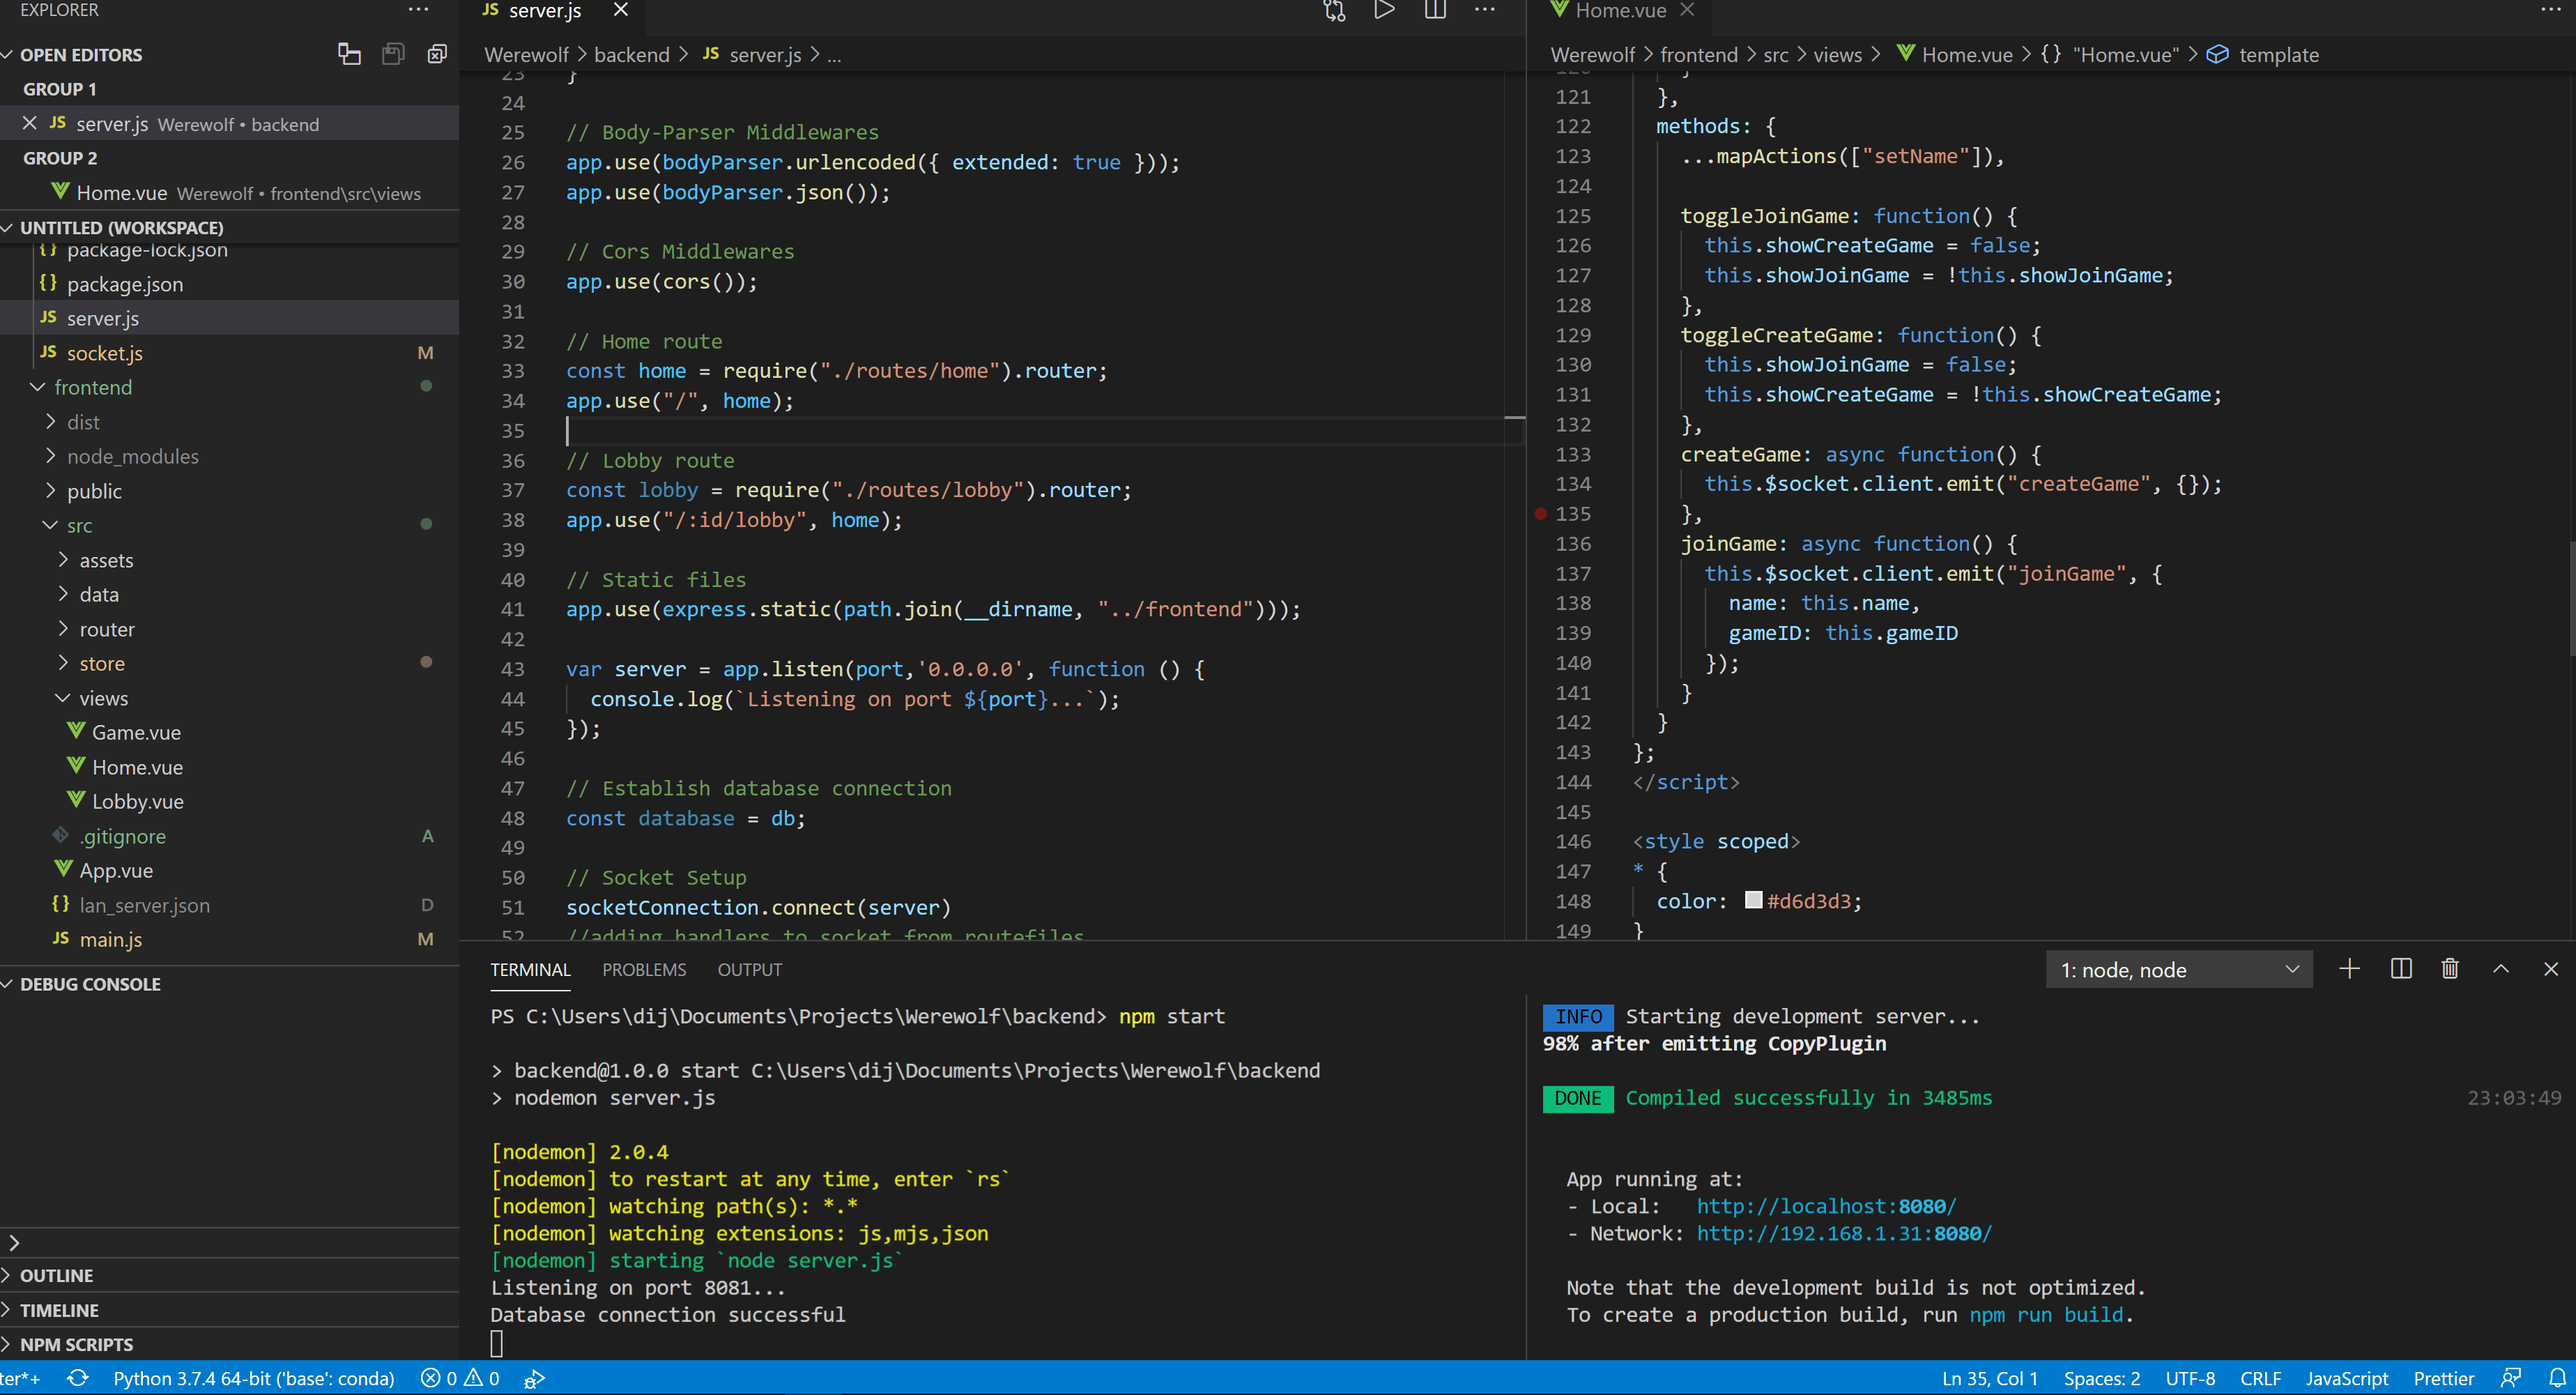 EXPLORER
OPEN EDITORS
GROUP 1
JS server.js Werewolf • backend
GROUP 2
Home.vue Werewolf • frontend\src\views
UNTITLED (WORKSPACE)
{} package-lock.json
{} package.json
JS server.js
JS socket.js M
frontend
dist
node_modules
public
src
assets
data
router
store
views
Game.vue
Home.vue
Lobby.vue
.gitignore A
App.vue
{} lan_server.json D
JS main.js M
DEBUG CONSOLE
OUTLINE
TIMELINE
NPM SCRIPTS
JS server.js
Werewolf > backend > JS server.js > ...
23 }
24
25 // Body-Parser Middlewares
26 app.use(bodyParser.urlencoded({ extended: true }));
27 app.use(bodyParser.json());
28
29 // Cors Middlewares
30 app.use(cors());
31
32 // Home route
33 const home = require("./routes/home").router;
34 app.use("/", home);
35
36 // Lobby route
37 const lobby = require("./routes/lobby").router;
38 app.use("/:id/lobby", home);
39
40 // Static files
41 app.use(express.static(path.join(__dirname, "../frontend")));
42
43 var server = app.listen(port,'0.0.0.0', function () {
44 console.log(`Listening on port ${port}...`);
45 });
46
47 // Establish database connection
48 const database = db;
49
50 // Socket Setup
51 socketConnection.connect(server)
52 //adding handlers to socket from routefiles
Home.vue
Werewolf > frontend > src > views > Home.vue > {} "Home.vue" > template
120 }
121 },
122 methods: {
123 ...mapActions(["setName"]),
124
125 toggleJoinGame: function() {
126 this.showCreateGame = false;
127 this.showJoinGame = !this.showJoinGame;
128 },
129 toggleCreateGame: function() {
130 this.showJoinGame = false;
131 this.showCreateGame = !this.showCreateGame;
132 },
133 createGame: async function() {
134 this.$socket.client.emit("createGame", {});
135 },
136 joinGame: async function() {
137 this.$socket.client.emit("joinGame", {
138 name: this.name,
139 gameID: this.gameID
140 });
141 }
142 }
143 };
144 </script>
145
146 <style scoped>
147 * {
148 color: #d6d3d3;
149 }
TERMINAL PROBLEMS OUTPUT
1: node, node
PS C:\Users\dij\Documents\Projects\Werewolf\backend> npm start
> backend@1.0.0 start C:\Users\dij\Documents\Projects\Werewolf\backend
> nodemon server.js
[nodemon] 2.0.4
[nodemon] to restart at any time, enter `rs`
[nodemon] watching path(s): *.*
[nodemon] watching extensions: js,mjs,json
[nodemon] starting `node server.js`
Listening on port 8081...
Database connection successful
INFO Starting development server...
98% after emitting CopyPlugin
DONE Compiled successfully in 3485ms 23:03:49
App running at:
- Local: http://localhost:8080/
- Network: http://192.168.1.31:8080/
Note that the development build is not optimized.
To create a production build, run npm run build.
ter*+ Python 3.7.4 64-bit ('base': conda) 0 0
Ln 35, Col 1 Spaces: 2 UTF-8 CRLF JavaScript Prettier